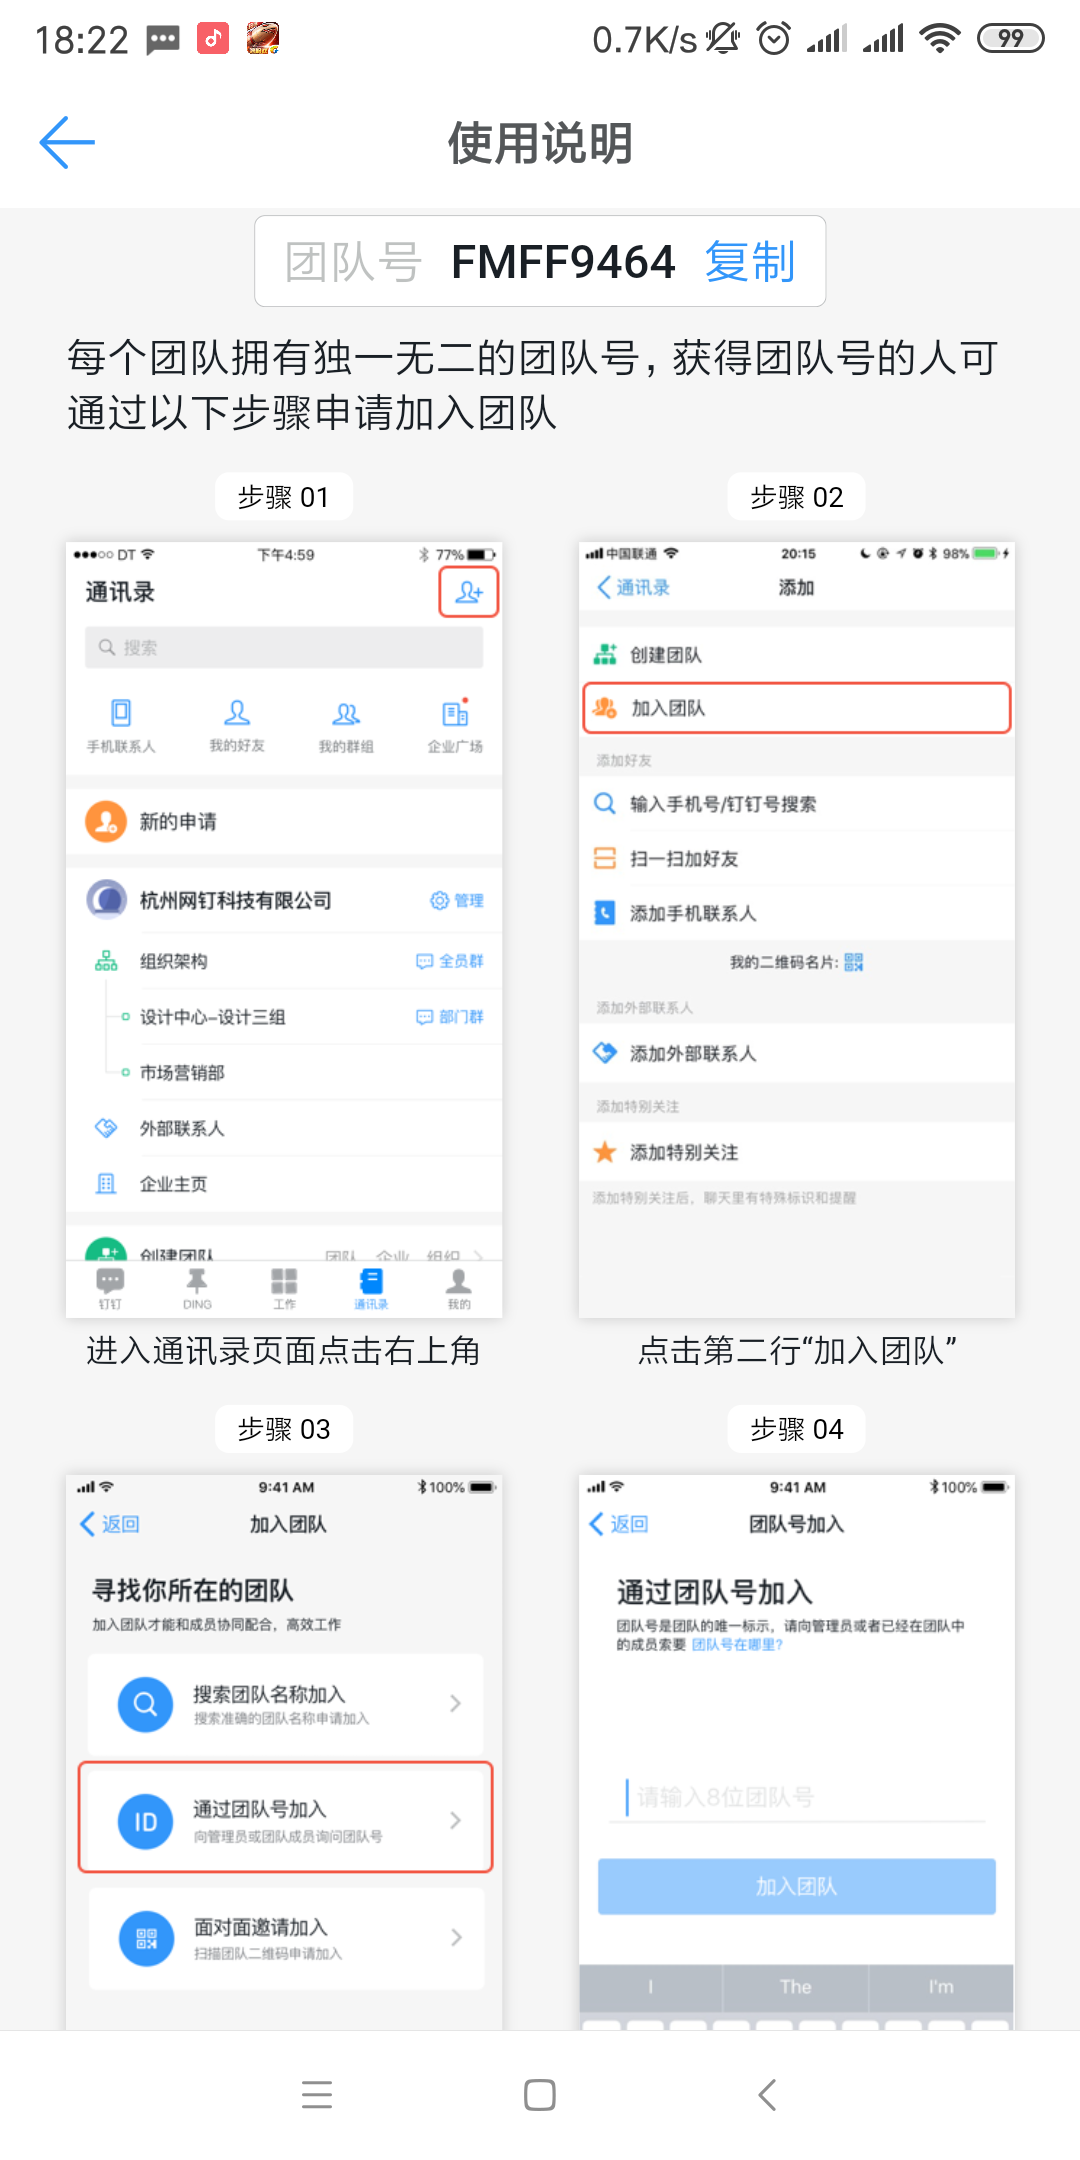 18:22 0.7K/s 99
使用说明
团队号 FMFF9464 复制
每个团队拥有独一无二的团队号,获得团队号的人可
通过以下步骤申请加入团队
步骤 01
DT 下午4:59 77%
通讯录
搜索
手机联系人 我的好友 我的群组 企业广场
新的申请
杭州网钉科技有限公司 管理
组织架构 全员群
设计中心-设计三组 部门群
市场营销部
外部联系人
企业主页
创建团队 团队 企业 组织
钉钉 DING 工作 通讯录 我的
进入通讯录页面点击右上角
步骤 02
中国联通 20:15 98%
通讯录 添加
创建团队
加入团队
添加好友
输入手机号/钉钉号搜索
扫一扫加好友
添加手机联系人
我的二维码名片:
添加外部联系人
添加外部联系人
添加特别关注
添加特别关注
添加特别关注后，聊天里有特殊标识和提醒
点击第二行“加入团队”
步骤 03
9:41 AM 100%
返回 加入团队
寻找你所在的团队
加入团队才能和成员协同配合，高效工作
搜索团队名称加入
搜索准确的团队名称申请加入
ID 通过团队号加入
向管理员或团队成员询问团队号
面对面邀请加入
扫描团队二维码申请加入
步骤 04
9:41 AM 100%
返回 团队号加入
通过团队号加入
团队号是团队的唯一标示，请向管理员或者已经在团队中
的成员索要 团队号在哪里?
请输入8位团队号
加入团队
I The I'm